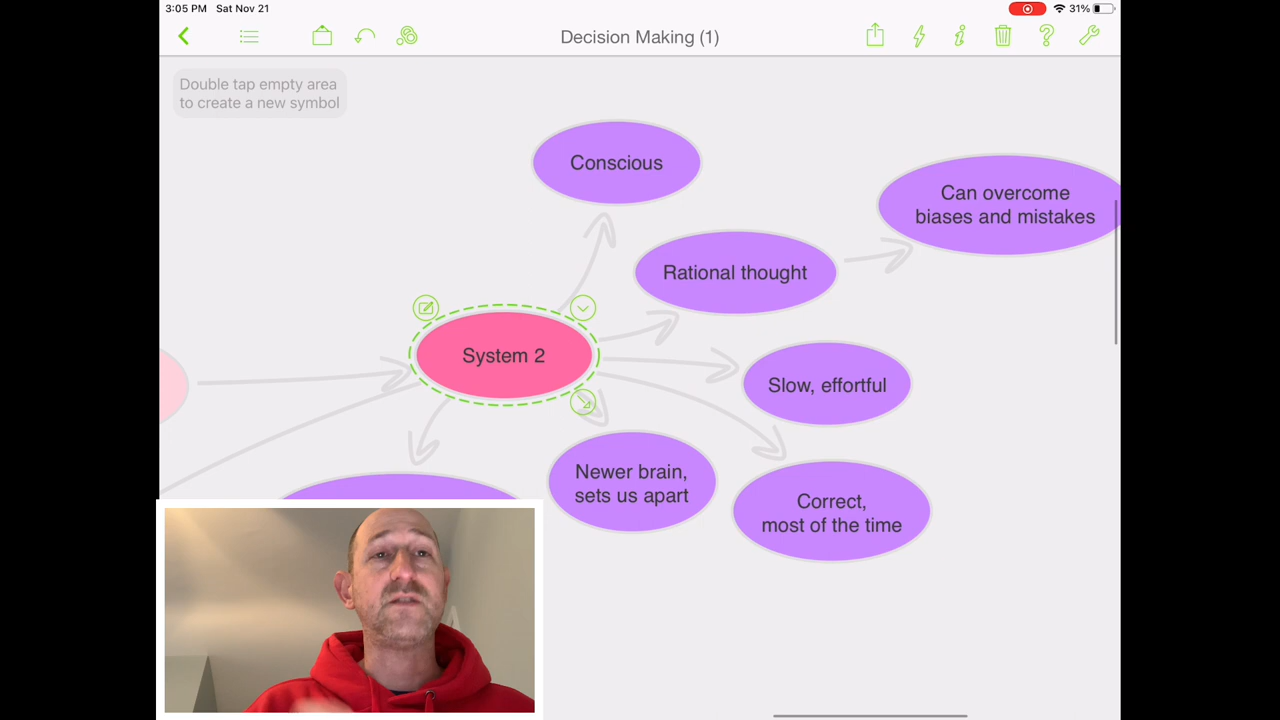 3:05 PM Sat Nov 21
31%
Decision Making (1)
Double tap empty area
to create a new symbol
Conscious
Can overcome
biases and mistakes
Rational thought
System 2
Slow, effortful
Newer brain,
sets us apart
Correct,
most of the time